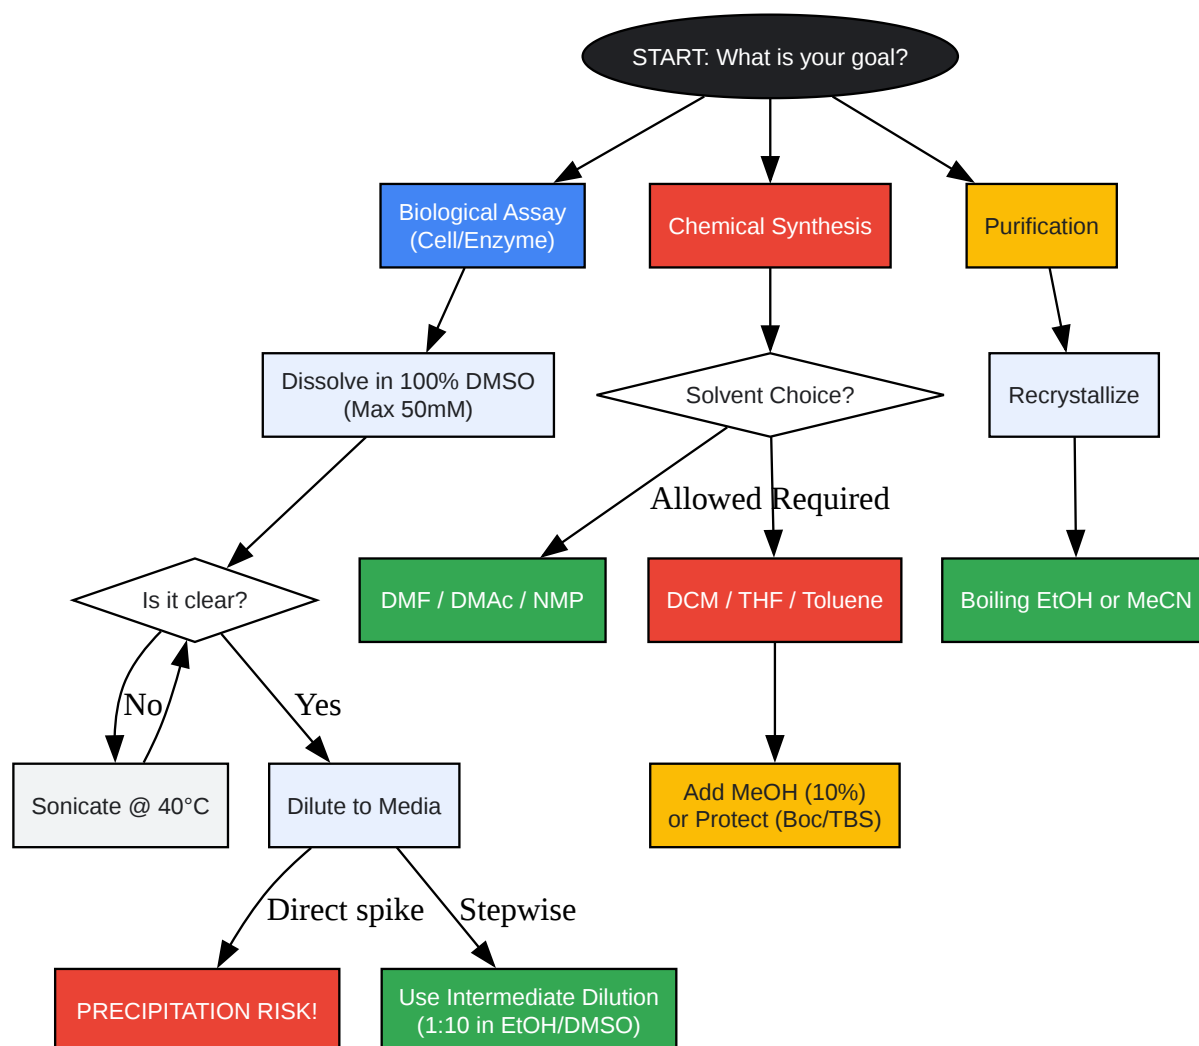 START: What is your goal?
Biological Assay
(Cell/Enzyme)
Chemical Synthesis
Purification
Dissolve in 100% DMSO
(Max 50mM)
Solvent Choice?
Recrystallize
Allowed
Required
Is it clear?
DMF / DMAc / NMP
DCM / THF / Toluene
Boiling EtOH or MeCN
No
Yes
Sonicate @ 40°C
Dilute to Media
Add MeOH (10%)
or Protect (Boc/TBS)
Direct spike
Stepwise
PRECIPITATION RISK!
Use Intermediate Dilution
(1:10 in EtOH/DMSO)